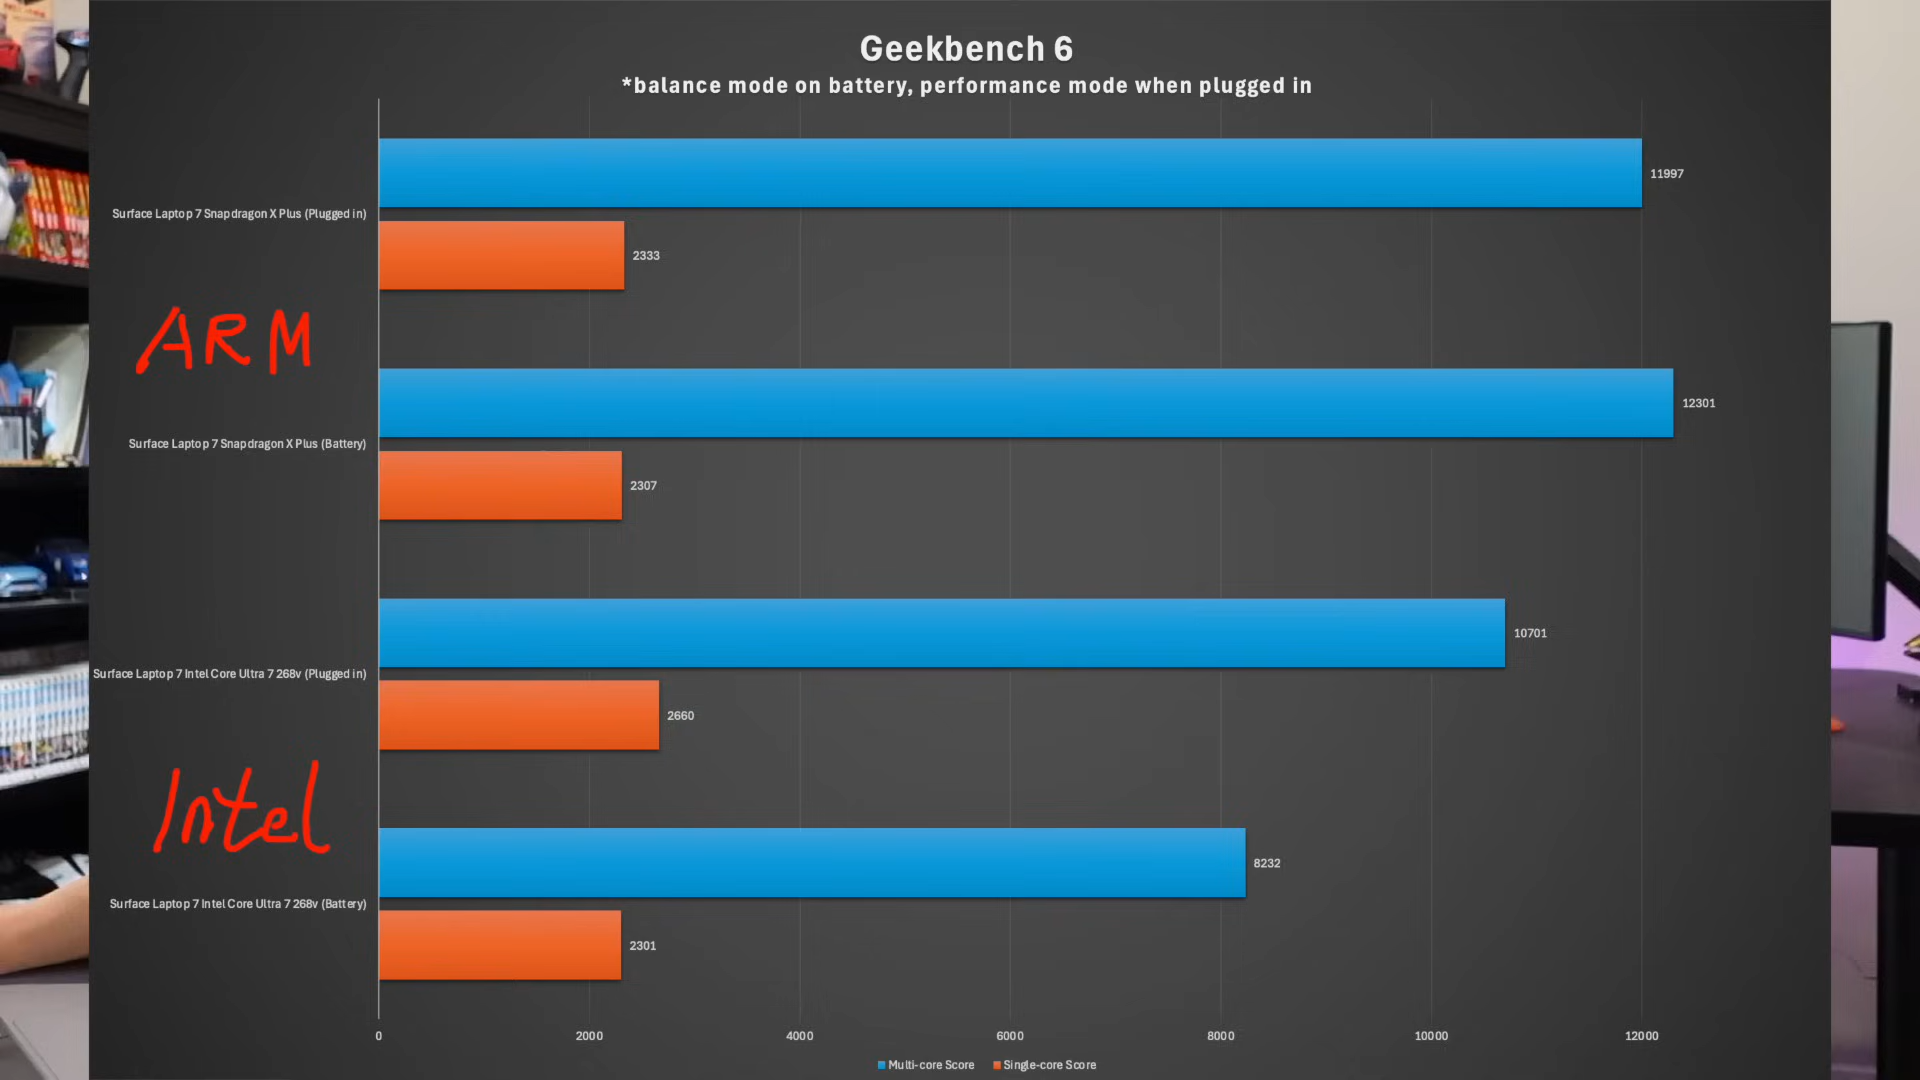 Geekbench 6
*balance mode on battery, performance mode when plugged in
11997
Surface Laptop 7 Snapdragon X Plus (Plugged in)
2333
ARM
12301
Surface Laptop 7 Snapdragon X Plus (Battery)
2307
10701
Surface Laptop 7 Intel Core Ultra 7 268v (Plugged in)
2660
Intel
8232
Surface Laptop 7 Intel Core Ultra 7 268v (Battery)
2301
0 2000 4000 6000 8000 10000 12000
Multi-core Score Single-core Score